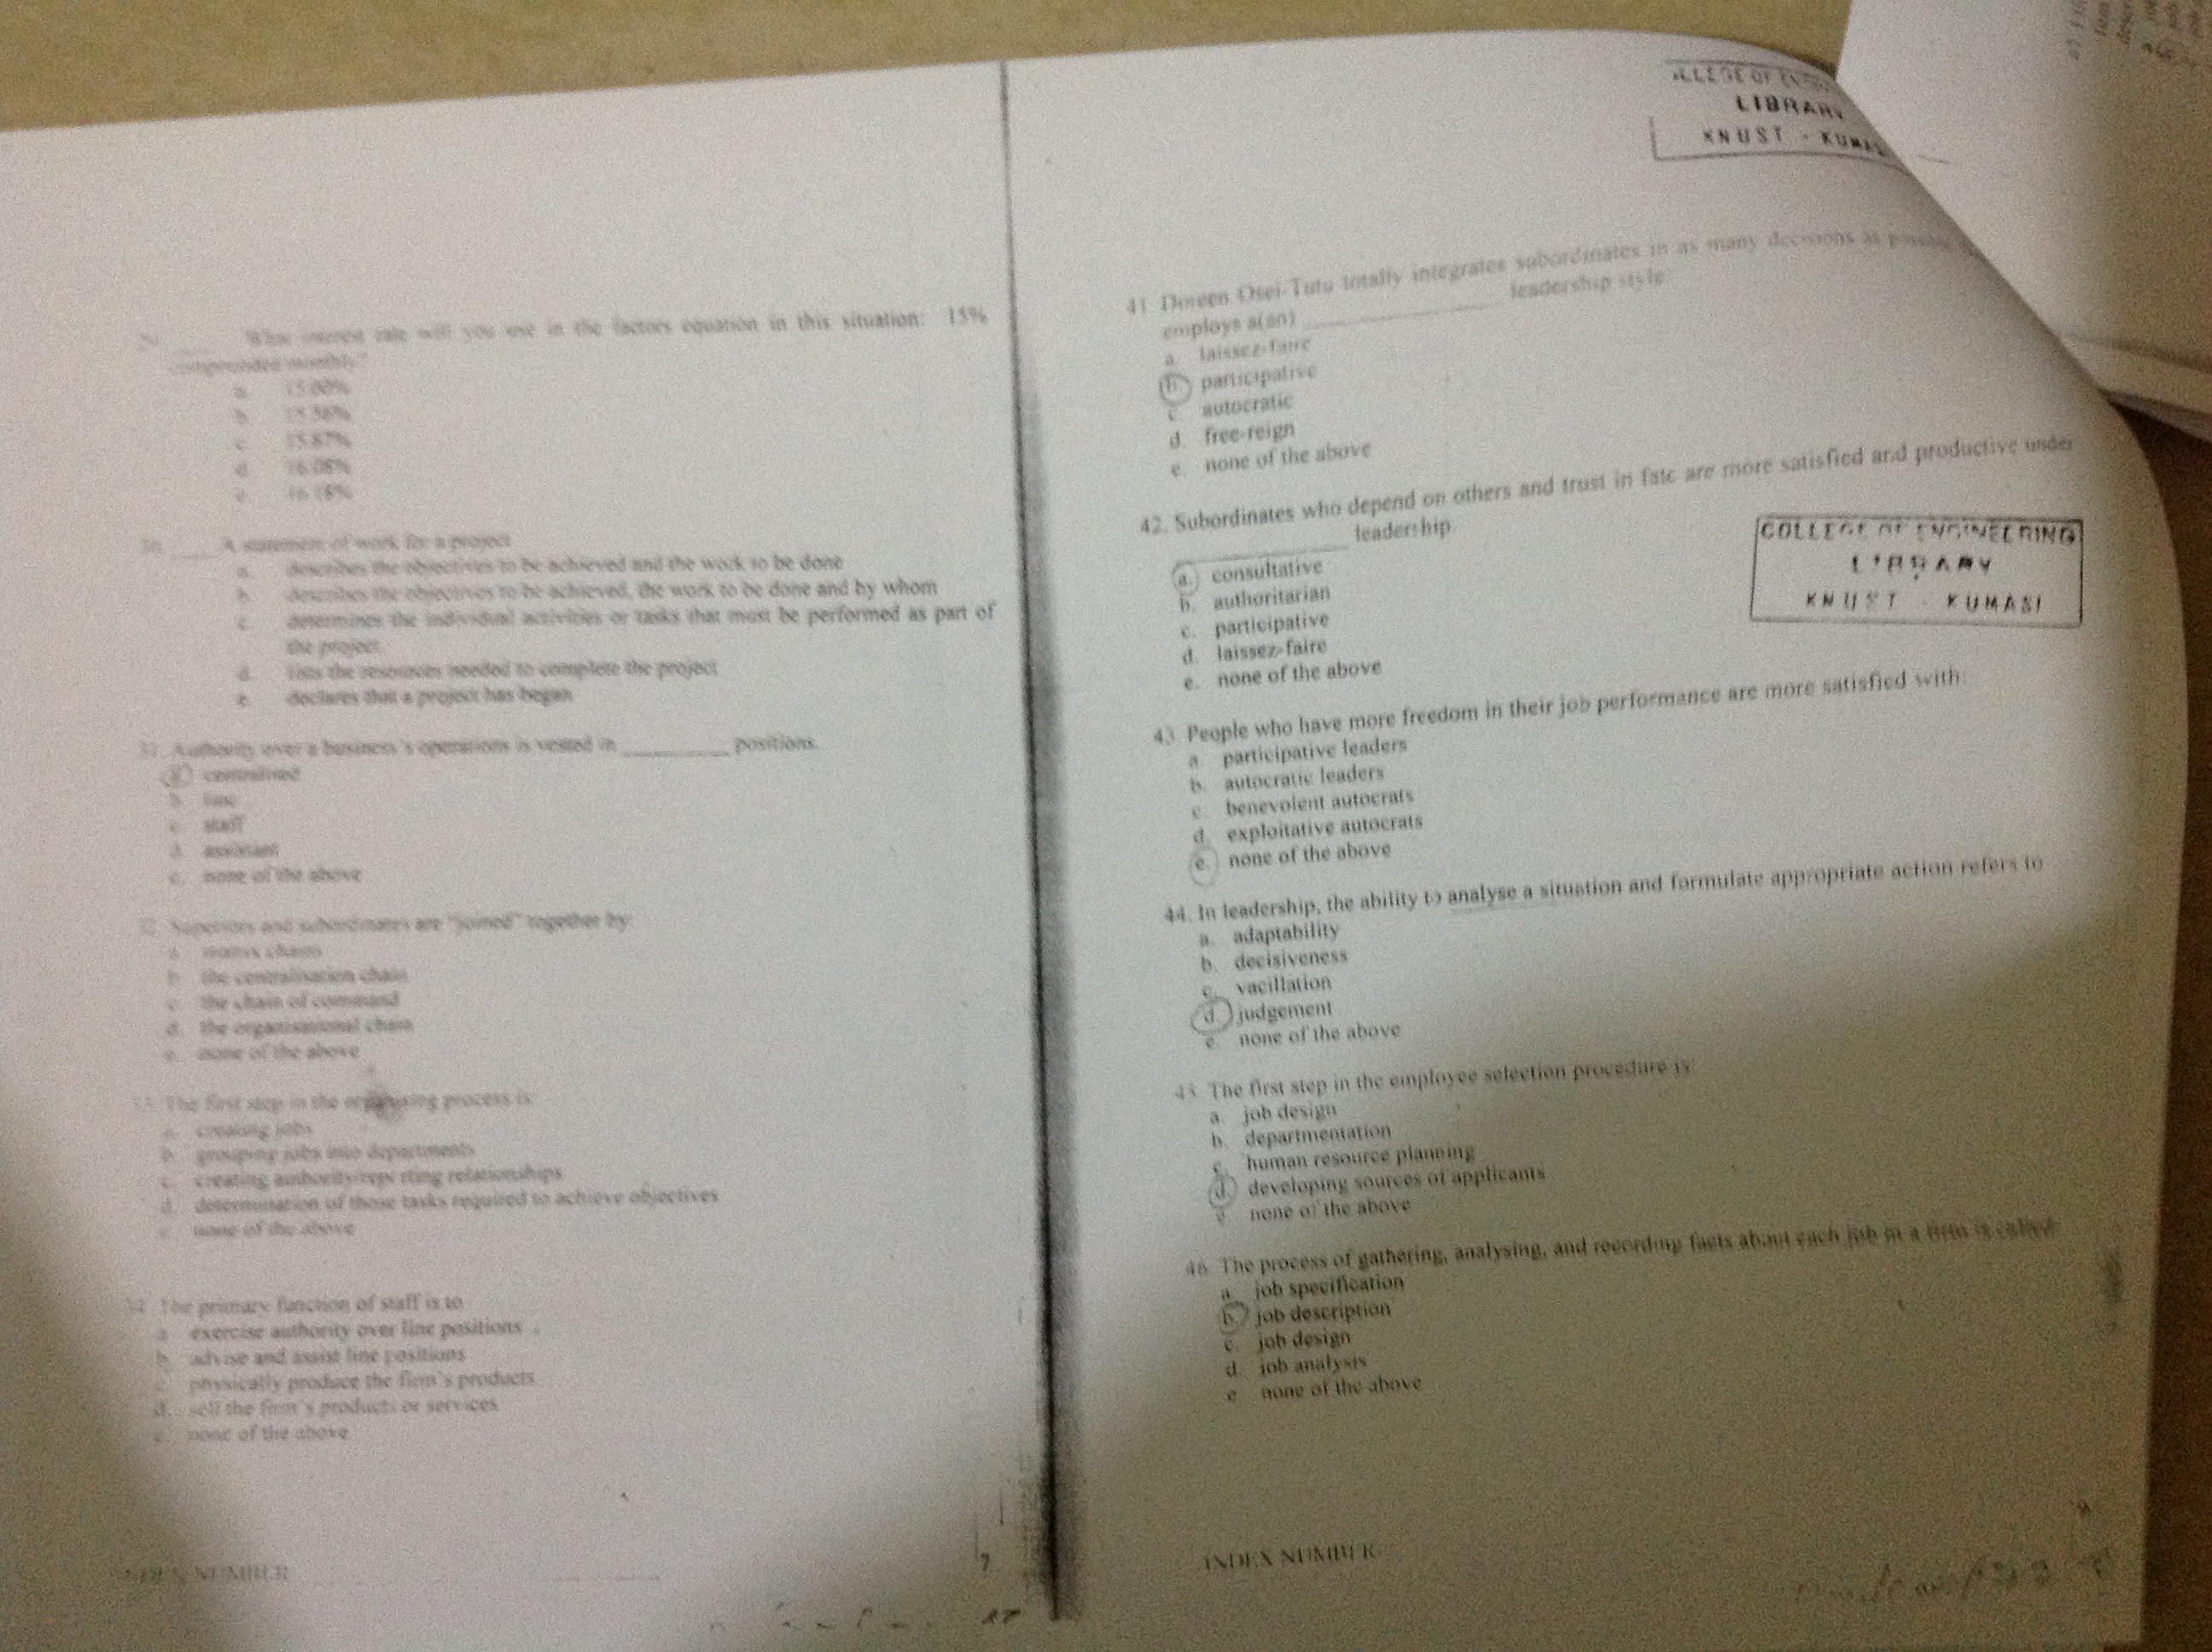 What interest rate will you use in the factors equation in this situation: 15%
compounded monthly?
a. 15.00%
b.
c. 15.87%
d. 16.08%
e. 16.18%
A statement of work for a project
a. describes the objectives to be achieved and the work to be done
b. describes the objectives to be achieved, the work to be done and by whom
c. determines the individual activities or tasks that must be performed as part of
the project.
d. lists the resources needed to complete the project
e. declares that a project has began
Authority over a business's operations is vested in _________ positions.
a. centralised
b. line
c. staff
d. assistant
e. none of the above
Superiors and subordinates are "joined" together by:
a. matrix chains
b. the centralisation chain
c. the chain of command
d. the organisational chain
e. none of the above
The first step in the organising process is:
a. creating jobs
b. grouping jobs into departments
c. creating authority/reporting relationships
d. determination of those tasks required to achieve objectives
e. none of the above
The primary function of staff is to
a. exercise authority over line positions
b. advise and assist line positions
c. physically produce the firm's products
d. sell the firm's products or services
e. none of the above
INDEX NUMBER
7
LIBRARY
KNUST - KUMASI
41. Doreen Osei-Tutu totally integrates subordinates in as many decisions as
employs a(an) ______________ leadership style
a. laissez-faire
b. participative
c. autocratic
d. free-reign
e. none of the above
42. Subordinates who depend on others and trust in fate are more satisfied and productive under
______________ leadership.
a. consultative
b. authoritarian
c. participative
d. laissez-faire
e. none of the above
COLLEGE OF ENGINEERING
LIBRARY
KNUST - KUMASI
43. People who have more freedom in their job performance are more satisfied with:
a. participative leaders
b. autocratic leaders
c. benevolent autocrats
d. exploitative autocrats
e. none of the above
44. In leadership, the ability to analyse a situation and formulate appropriate action refers to
a. adaptability
b. decisiveness
c. vacillation
d. judgement
e. none of the above
45. The first step in the employee selection procedure is:
a. job design
b. departmentation
c. human resource planning
d. developing sources of applicants
e. none of the above
46. The process of gathering, analysing, and recording facts about each job in a firm is called:
a. job specification
b. job description
c. job design
d. job analysis
e. none of the above
INDEX NUMBER